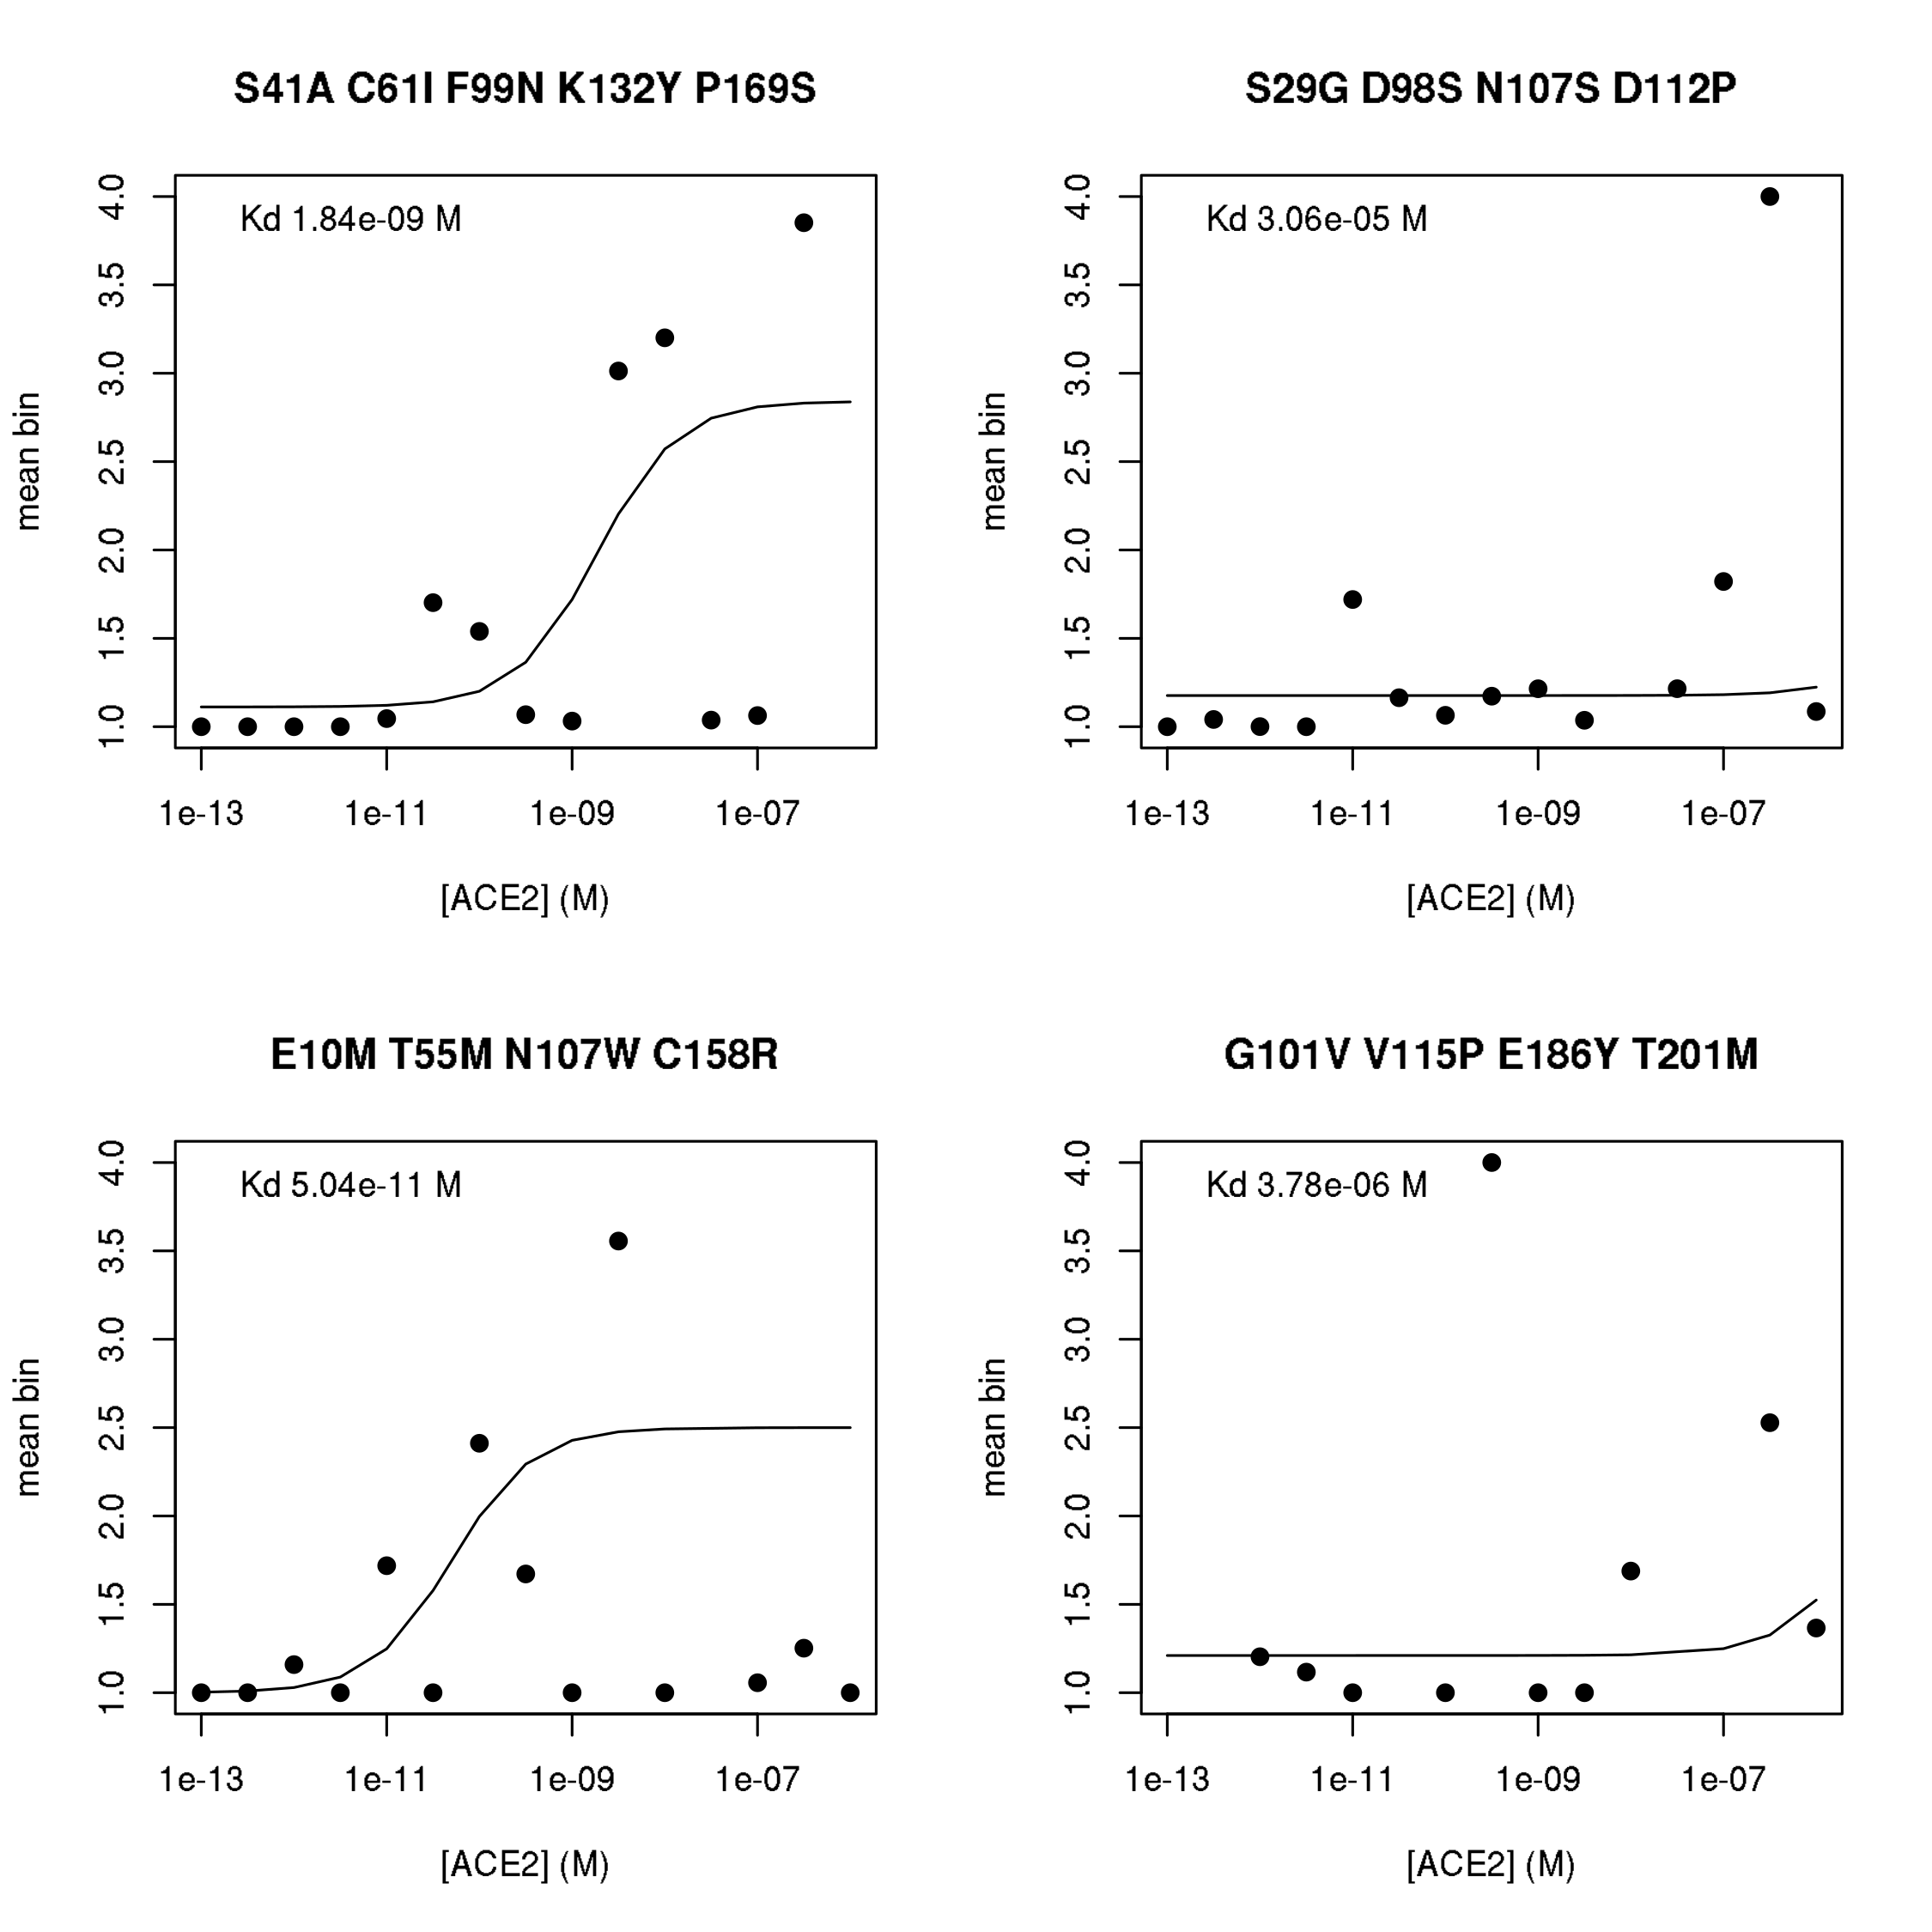 S41A C61I F99N K132Y P169S
Kd 1.84e-09 M
mean bin
4.0
3.5
3.0
2.5
2.0
1.5
1.0
1e-13 1e-11 1e-09 1e-07
[ACE2] (M)
S29G D98S N107S D112P
Kd 3.06e-05 M
mean bin
4.0
3.5
3.0
2.5
2.0
1.5
1.0
1e-13 1e-11 1e-09 1e-07
[ACE2] (M)
E10M T55M N107W C158R
Kd 5.04e-11 M
mean bin
4.0
3.5
3.0
2.5
2.0
1.5
1.0
1e-13 1e-11 1e-09 1e-07
[ACE2] (M)
G101V V115P E186Y T201M
Kd 3.78e-06 M
mean bin
4.0
3.5
3.0
2.5
2.0
1.5
1.0
1e-13 1e-11 1e-09 1e-07
[ACE2] (M)